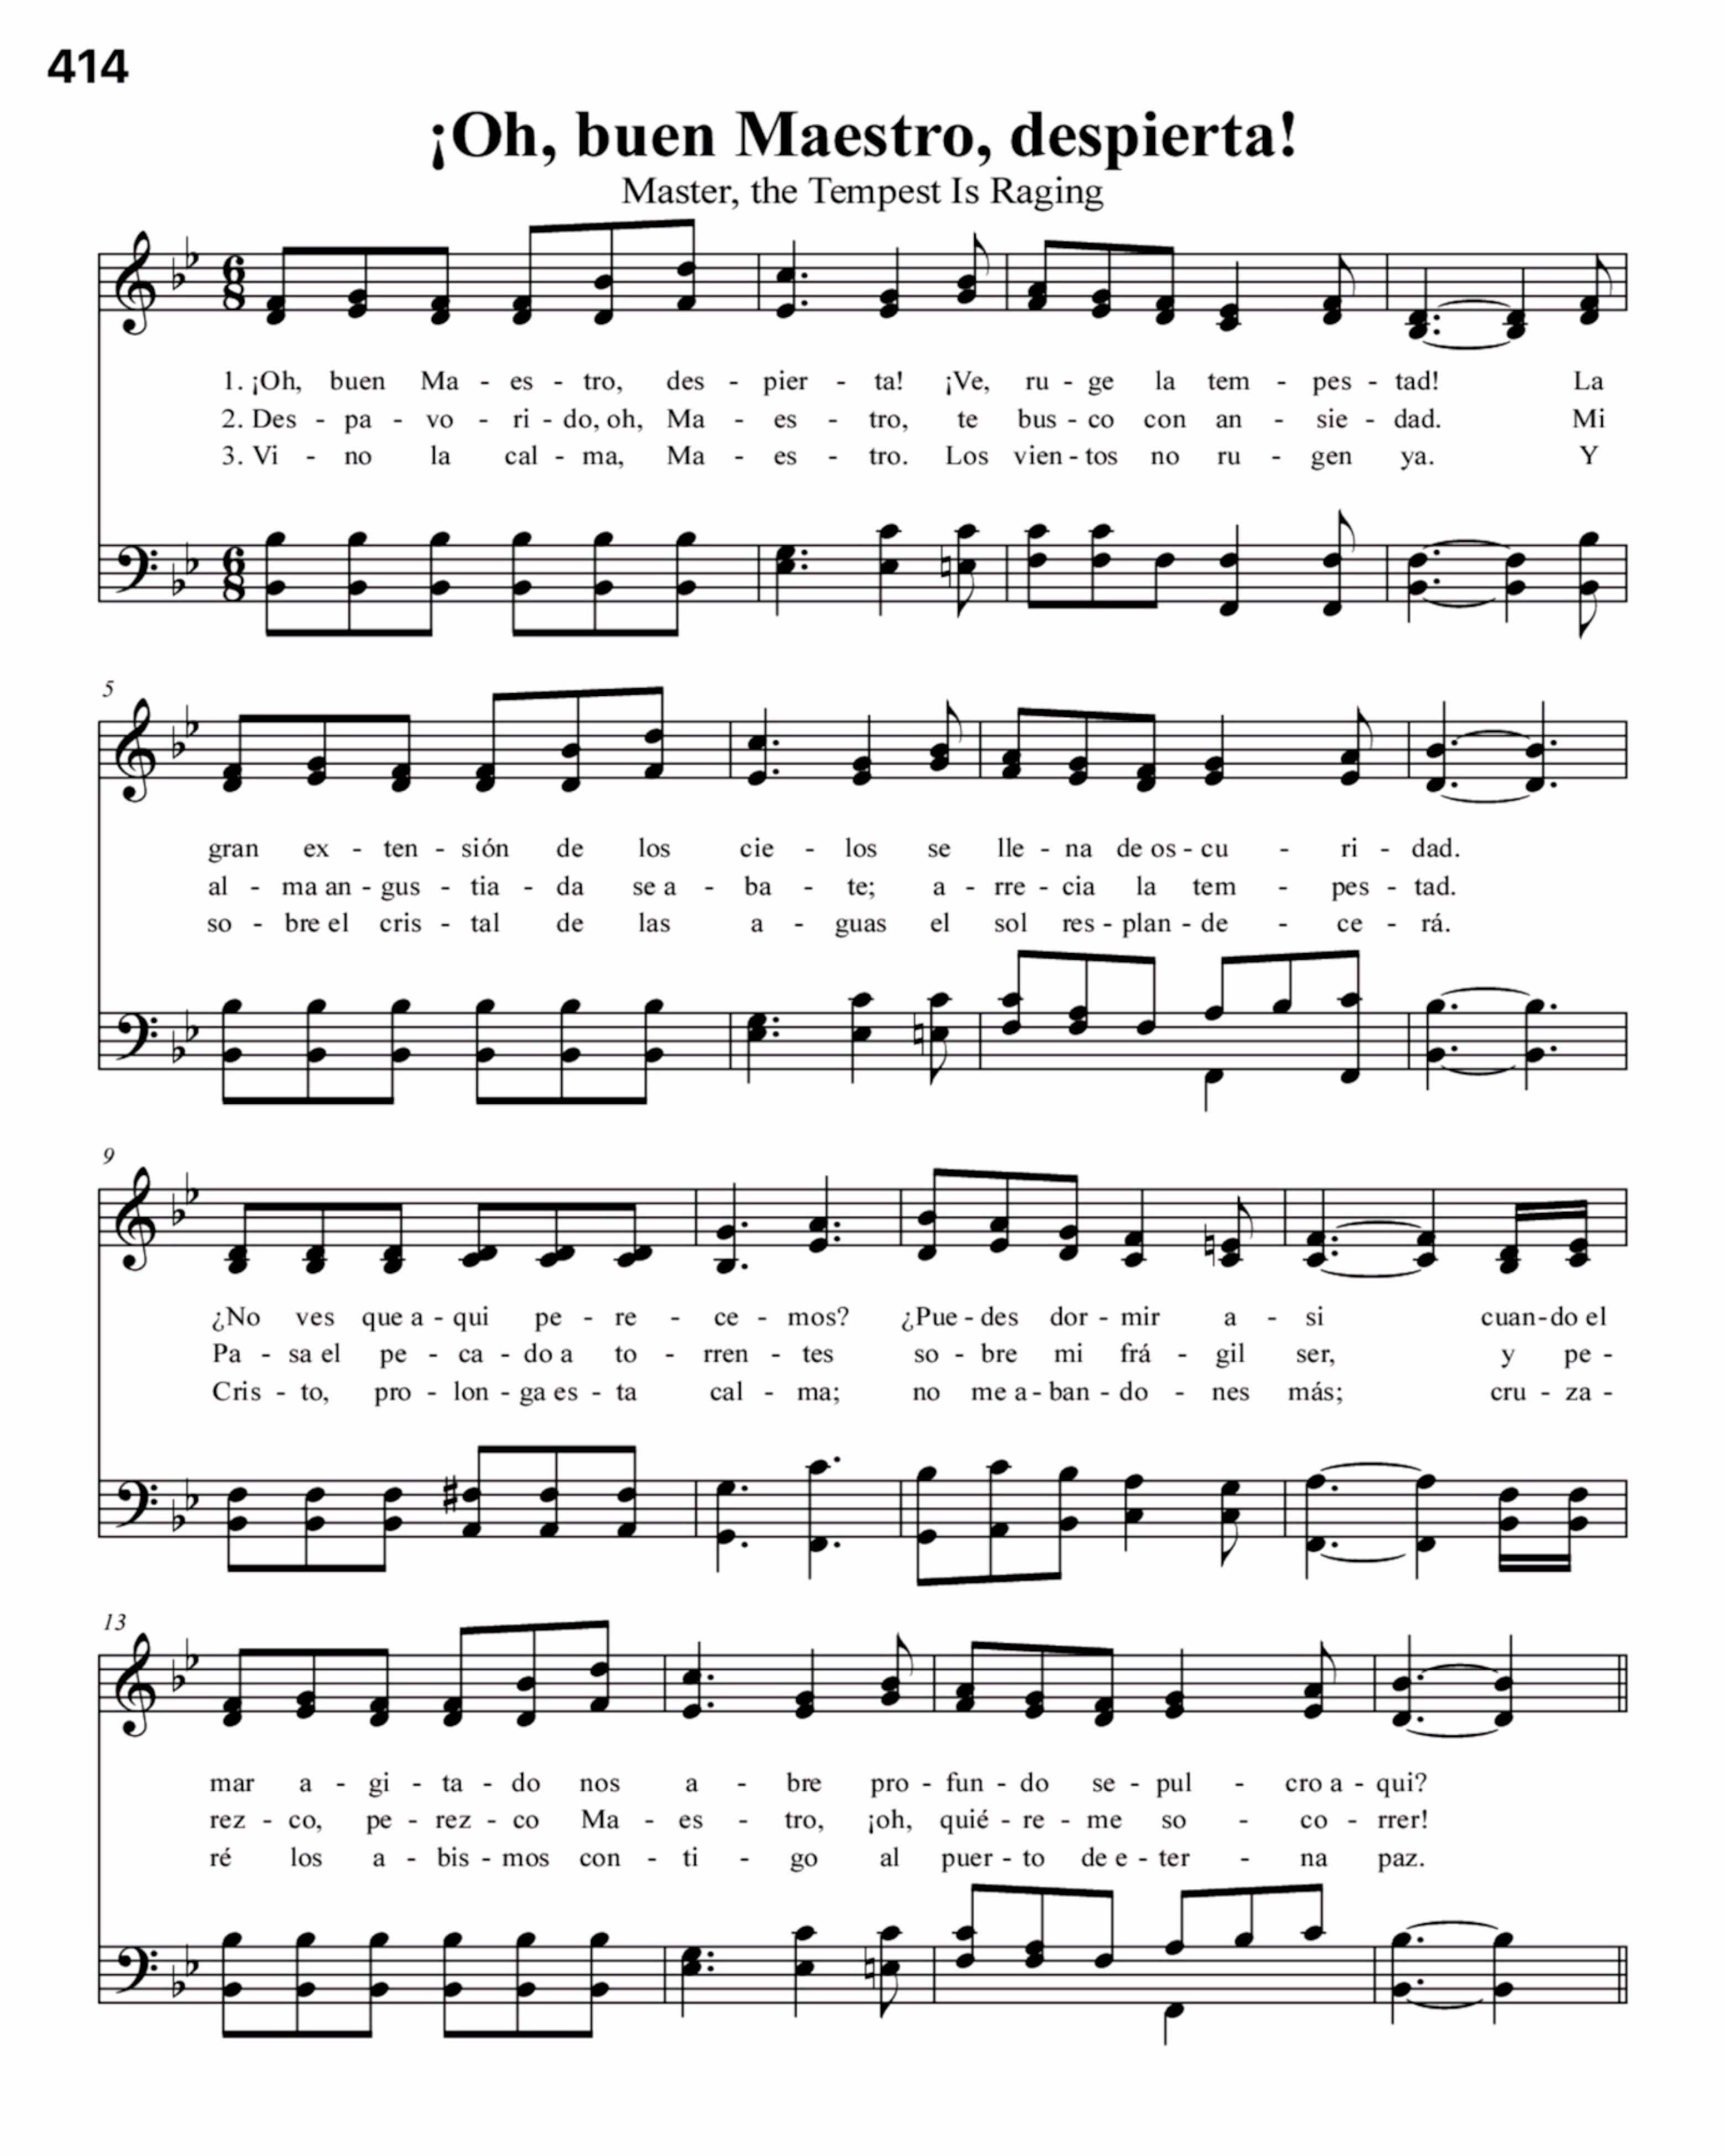 414
¡Oh, buen Maestro, despierta!
Master, the Tempest Is Raging
6 8
1. ¡Oh, buen Ma - es - tro, des - pier - ta! ¡Ve, ru - ge la tem - pes - tad! La
2. Des - pa - vo - ri - do, oh, Ma - es - tro, te bus - co con an - sie - dad. Mi
3. Vi - no la cal - ma, Ma - es - tro. Los vien - tos no ru - gen ya. Y
6 8
5
gran ex - ten - sión de los cie - los se lle - na de os - cu - ri - dad.
al - ma an - gus - tia - da se a - ba - te; a - rre - cia la tem - pes - tad.
so - bre el cris - tal de las a - guas el sol res - plan - de - ce - rá.
9
¿No ves que a - qui pe - re - ce - mos? ¿Pue - des dor - mir a - si cuan - do el
Pa - sa el pe - ca - do a to - rren - tes so - bre mi frá - gil ser, y pe -
Cris - to, pro - lon - ga es - ta cal - ma; no me a - ban - do - nes más; cru - za -
13
mar a - gi - ta - do nos a - bre pro - fun - do se - pul - cro a - qui?
rez - co, pe - rez - co Ma - es - tro, ¡oh, quié - re - me so - co - rrer!
ré los a - bis - mos con - ti - go al puer - to de e - ter - na paz.